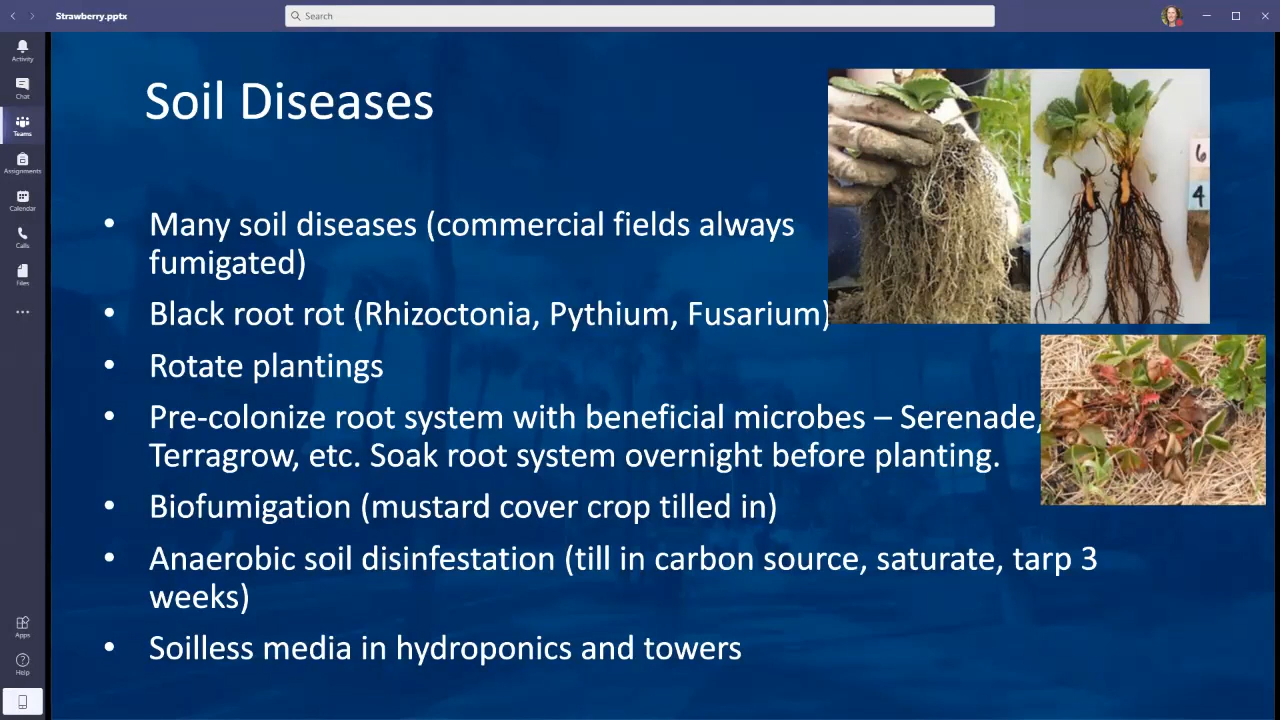 Strawberry.pptx
Search
Activity
Chat
Teams
Assignments
Calendar
Calls
Files
Apps
Help
Soil Diseases
• Many soil diseases (commercial fields always
fumigated)
• Black root rot (Rhizoctonia, Pythium, Fusarium)
• Rotate plantings
• Pre-colonize root system with beneficial microbes – Serenade,
Terragrow, etc. Soak root system overnight before planting.
• Biofumigation (mustard cover crop tilled in)
• Anaerobic soil disinfestation (till in carbon source, saturate, tarp 3
weeks)
• Soilless media in hydroponics and towers
6
4